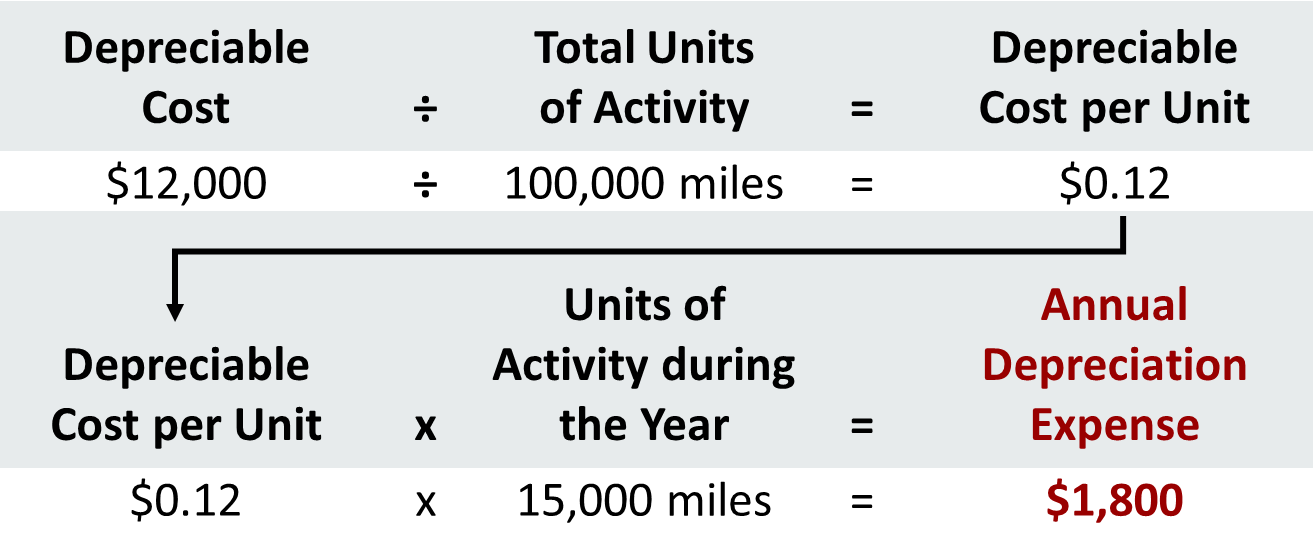 Depreciable Total Units Depreciable
Cost ÷ of Activity = Cost per Unit
$12,000 ÷ 100,000 miles = $0.12
Units of Annual
Depreciable Activity during Depreciation
Cost per Unit x the Year = Expense
$0.12 x 15,000 miles = $1,800